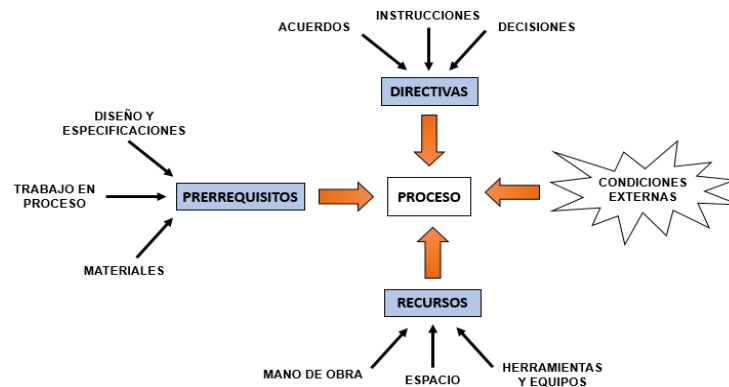 ACUERDOS
INSTRUCCIONES
DECISIONES
DIRECTIVAS
DISEÑO Y
ESPECIFICACIONES
TRABAJO EN
PROCESO
MATERIALES
PRERREQUISITOS
PROCESO
CONDICIONES
EXTERNAS
RECURSOS
MANO DE OBRA
ESPACIO
HERRAMIENTAS
Y EQUIPOS